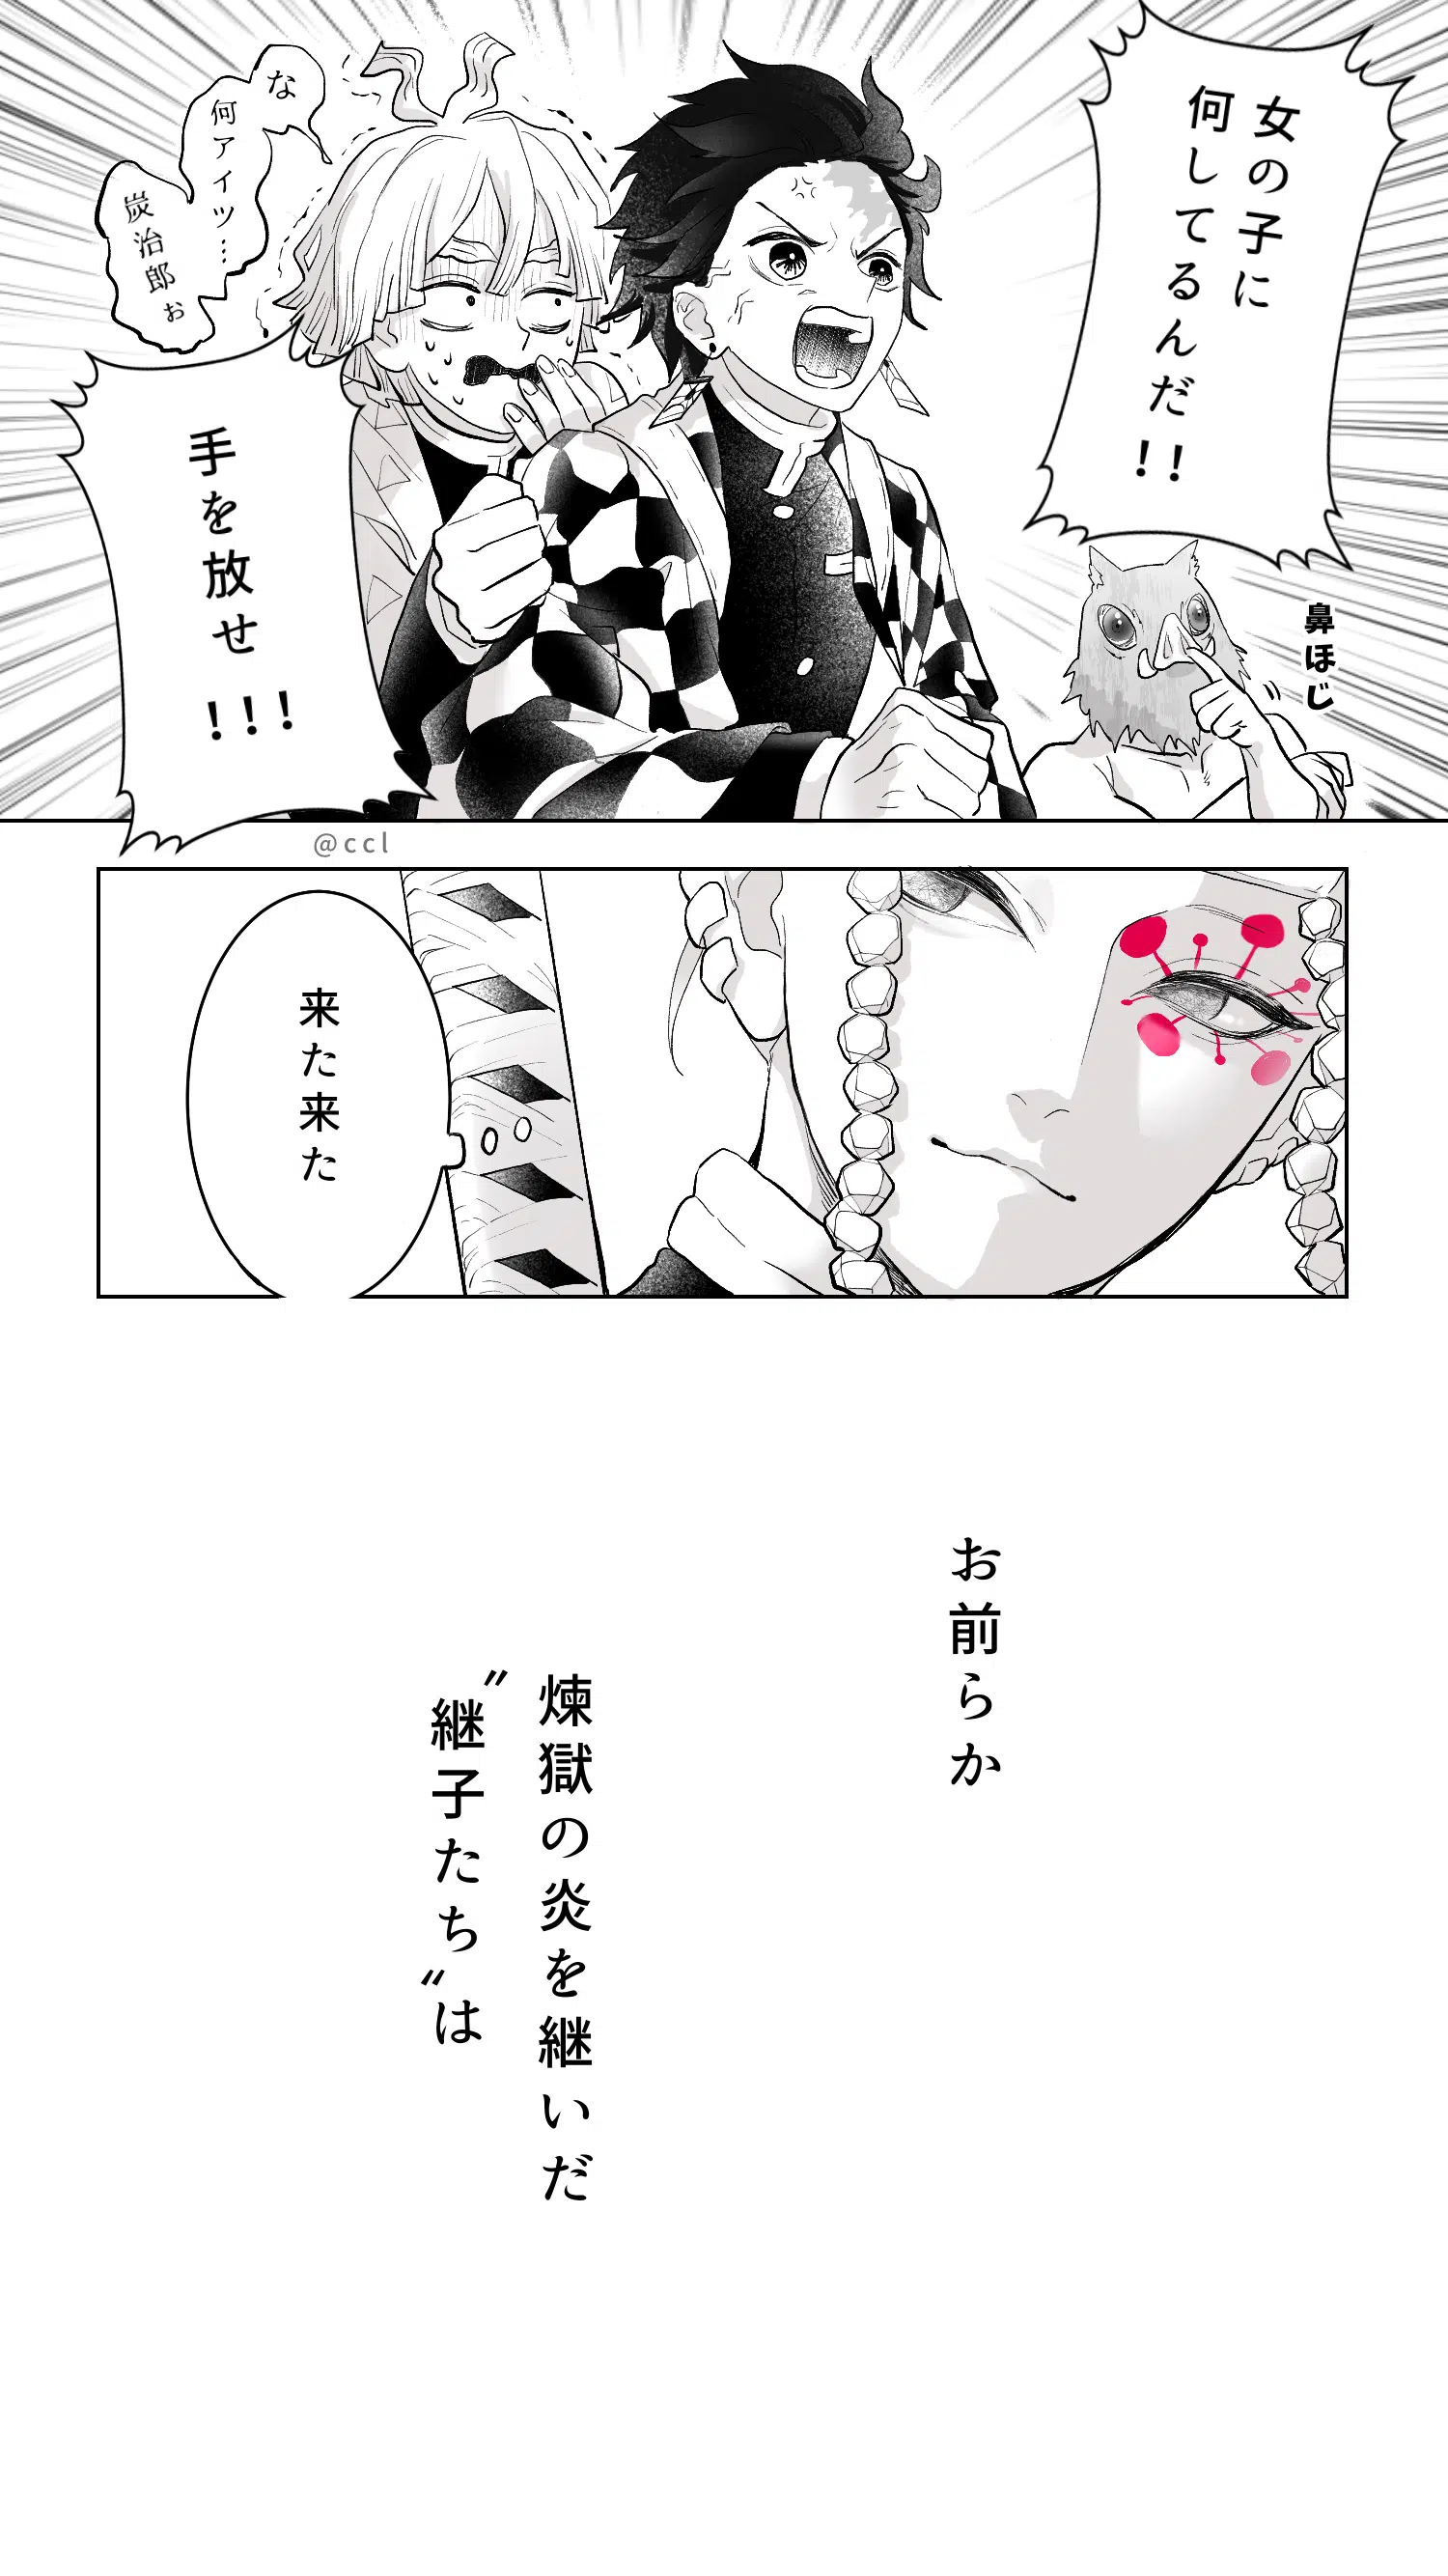 女の子に
何してるんだ!!
な
何アイツ…
炭治郎ぉ
手を放せ
!!!
鼻ほじ
@ccl
来た来た
お前らか
煉獄の炎を継いだ
〝継子たち〟は